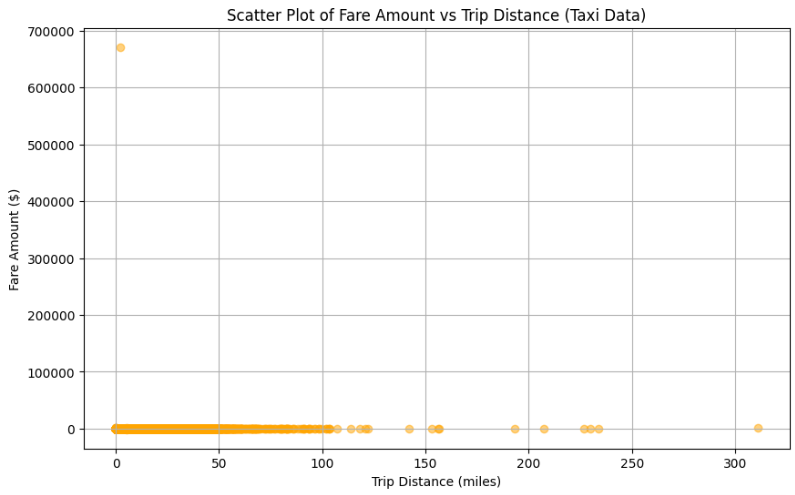 Scatter Plot of Fare Amount vs Trip Distance (Taxi Data)
Fare Amount ($)
700000
600000
500000
400000
300000
200000
100000
0
0 50 100 150 200 250 300
Trip Distance (miles)